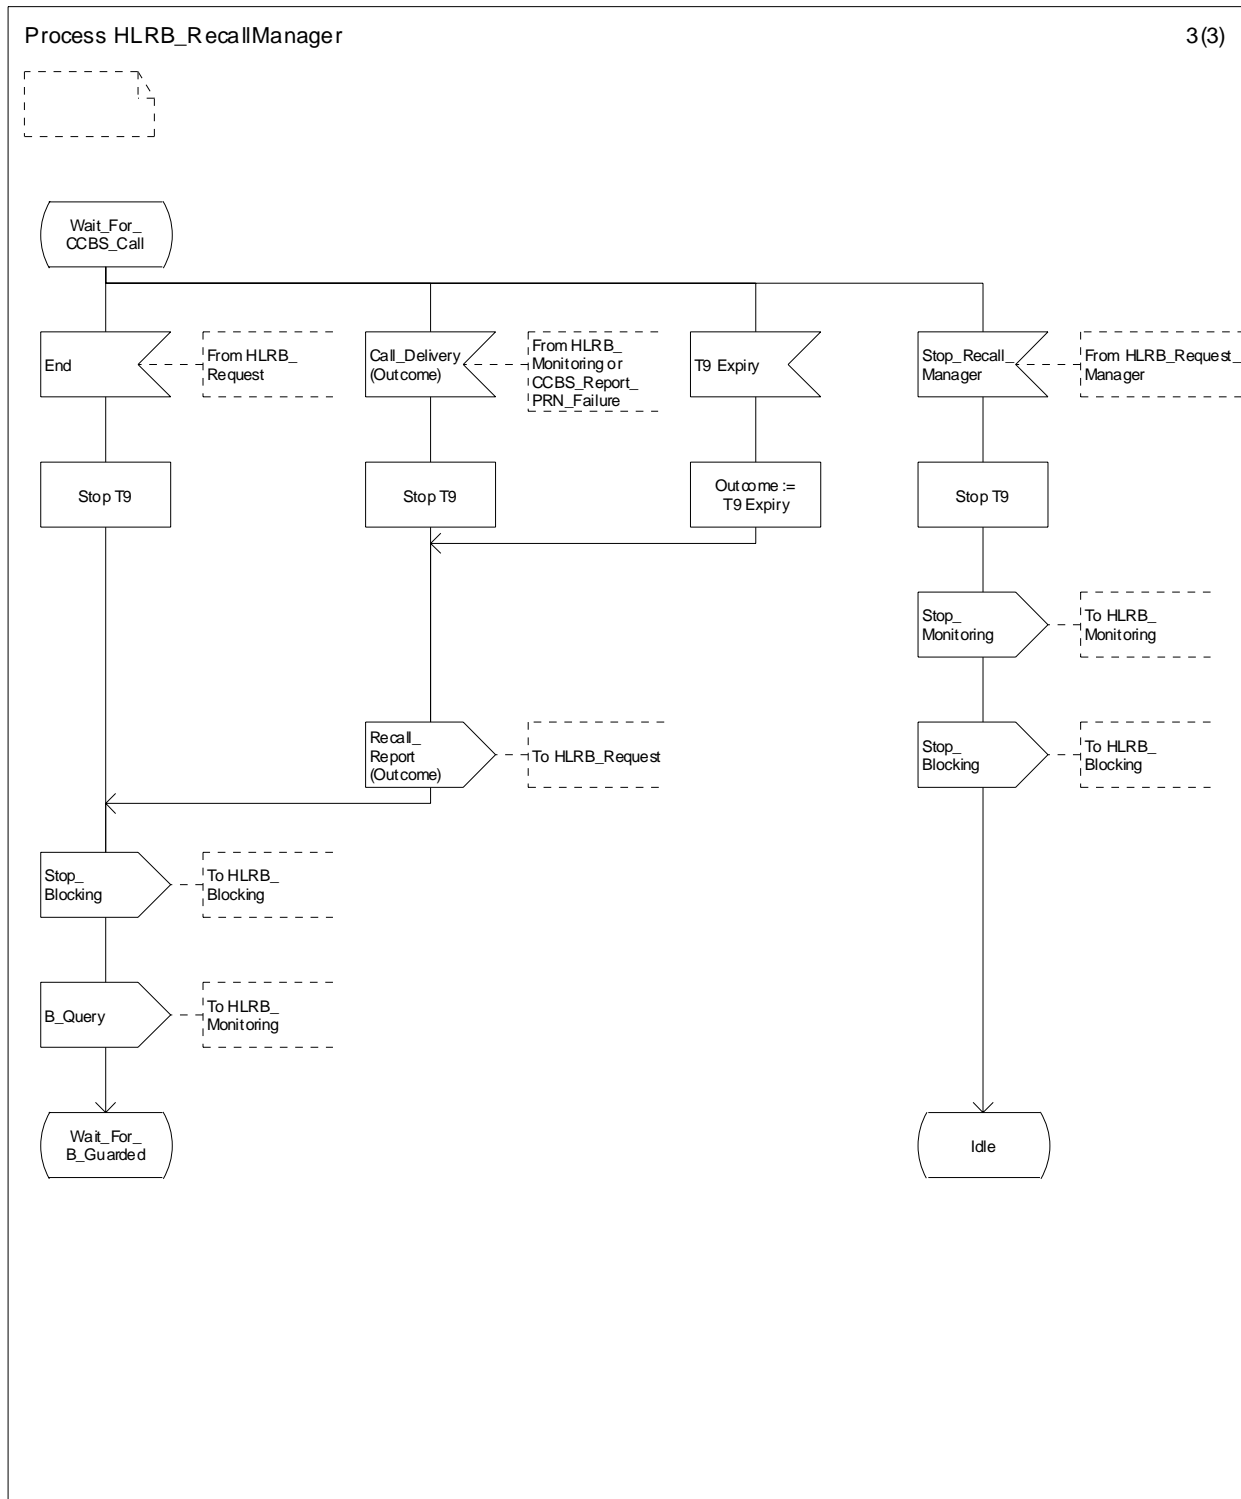 Process HLRB_RecallManager
3(3)
Wait_For_
CCBS_Call
End
From HLRB_
Request
Call_Delivery
(Outcome)
From HLRB_
Monitoring or
CCBS_Report_
PRN_Failure
T9 Expiry
Stop_Recall_
Manager
From HLRB_Request_
Manager
Stop T9
Stop T9
Outcome :=
T9 Expiry
Stop T9
Stop_
Monitoring
To HLRB_
Monitoring
Recall_
Report
(Outcome)
To HLRB_Request
Stop_
Blocking
To HLRB_
Blocking
Stop_
Blocking
To HLRB_
Blocking
B_Query
To HLRB_
Monitoring
Wait_For_
B_Guarded
Idle